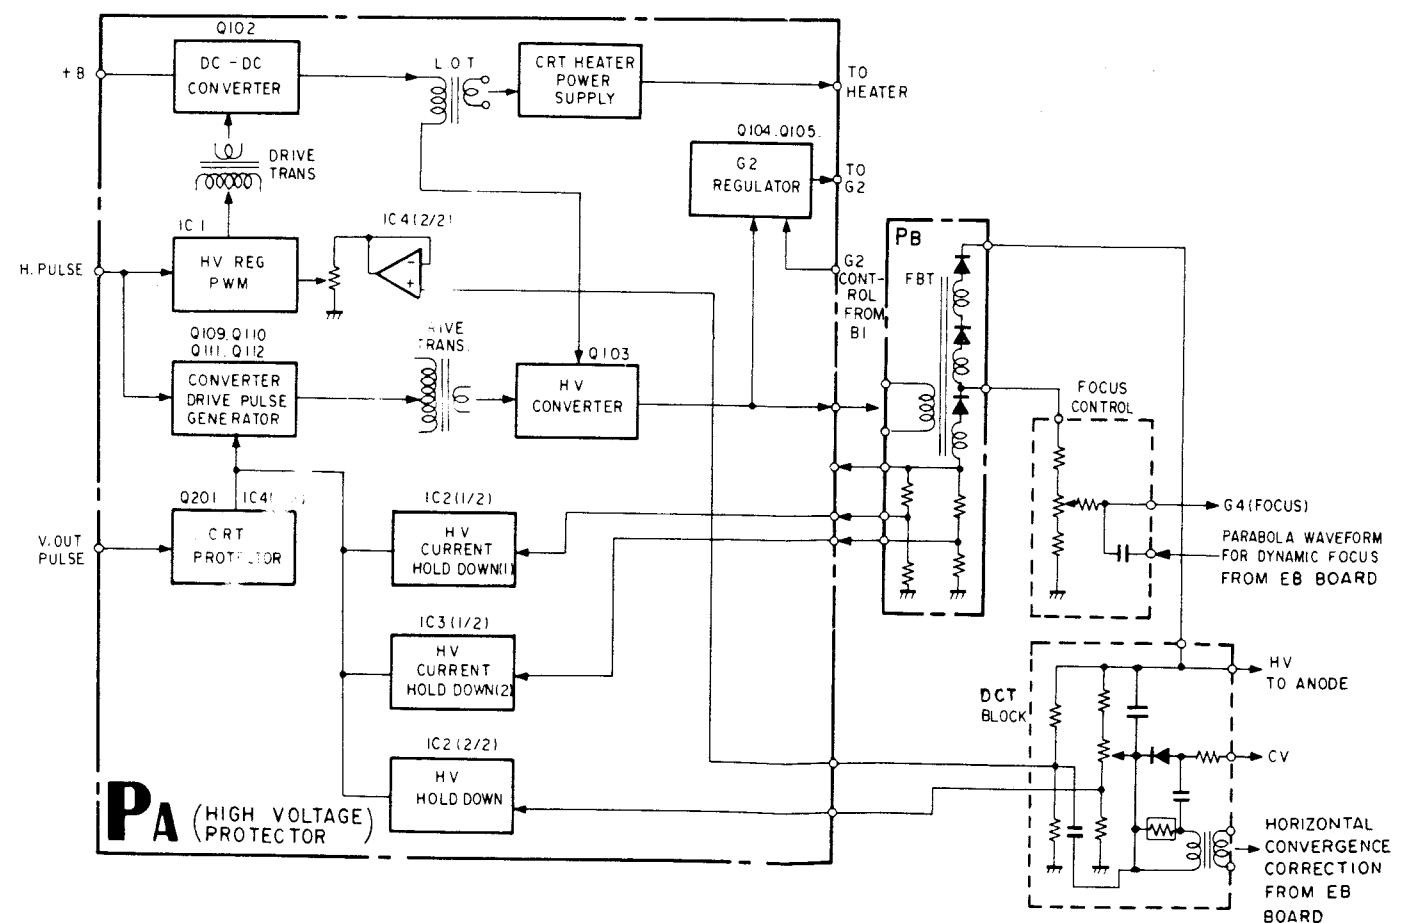 Q102
+B
DC-DC
CONVERTER
L.O.T
CRT HEATER
POWER
SUPPLY
TO
HEATER
DRIVE
TRANS
Q104.Q105.
G2
REGULATOR
TO
G2
IC1
IC4(2/2)
H.PULSE
HV REG
PWM
G2
CONT-
ROL
FROM
B1
PB
FBT
Q109.Q110
Q111.Q112
CONVERTER
DRIVE PULSE
GENERATOR
TRANS.
Q103
HV
CONVERTER
FOCUS
CONTROL
Q201
V.OUT
PULSE
CRT
IC2(1/2)
HV
CURRENT
HOLD DOWN(1)
G4(FOCUS)
PARABOLA WAVEFORM
FOR DYNAMIC FOCUS
FROM EB BOARD
IC3(1/2)
HV
CURRENT
HOLD DOWN(2)
DCT
BLOCK
HV
TO ANODE
IC2(2/2)
HV
HOLD DOWN
CV
PA (HIGH VOLTAGE)
PROTECTOR
HORIZONTAL
CONVERGENCE
CORRECTION
FROM EB
BOARD